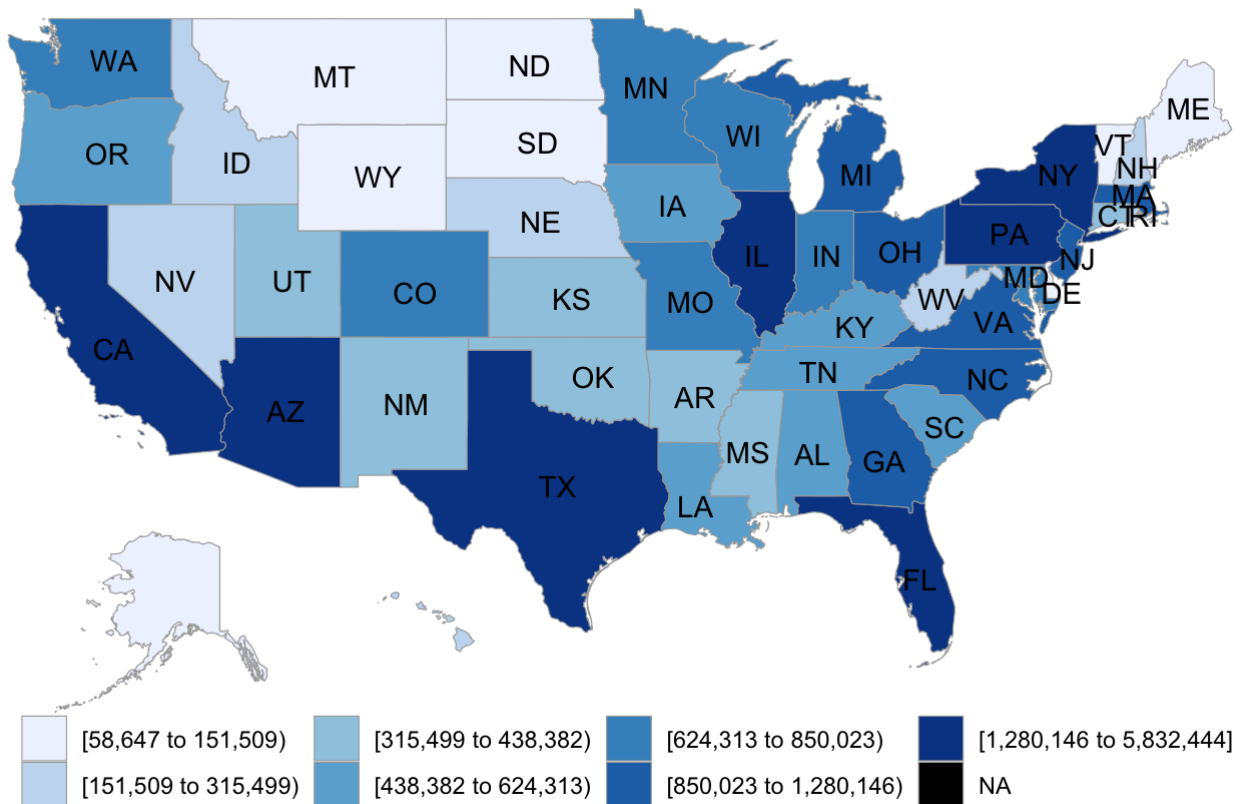 WA
MT
ND
MN
ME
OR
ID
WY
SD
WI
MI
VT
NH
NY
MA
CT
RI
NV
UT
CO
NE
IA
IL
IN
OH
PA
NJ
MD
DE
WV
VA
CA
KS
MO
KY
AZ
NM
OK
AR
TN
NC
TX
LA
MS
AL
GA
SC
FL
[58,647 to 151,509)
[315,499 to 438,382)
[624,313 to 850,023)
[1,280,146 to 5,832,444]
[151,509 to 315,499)
[438,382 to 624,313)
[850,023 to 1,280,146)
NA